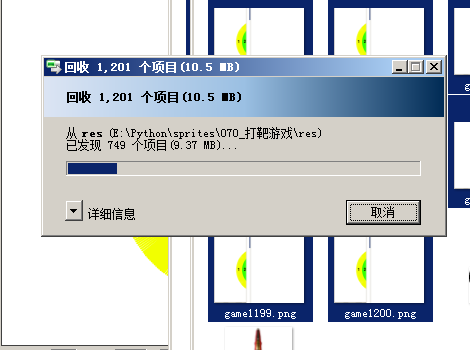 回收 1,201 个项目(10.5 MB)
回收 1,201 个项目(10.5 MB)
从 res (E:\Python\sprites\070_打靶游戏\res)
已发现 749 个项目(9.37 MB)...
详细信息
取消
game1199.png
game1200.png